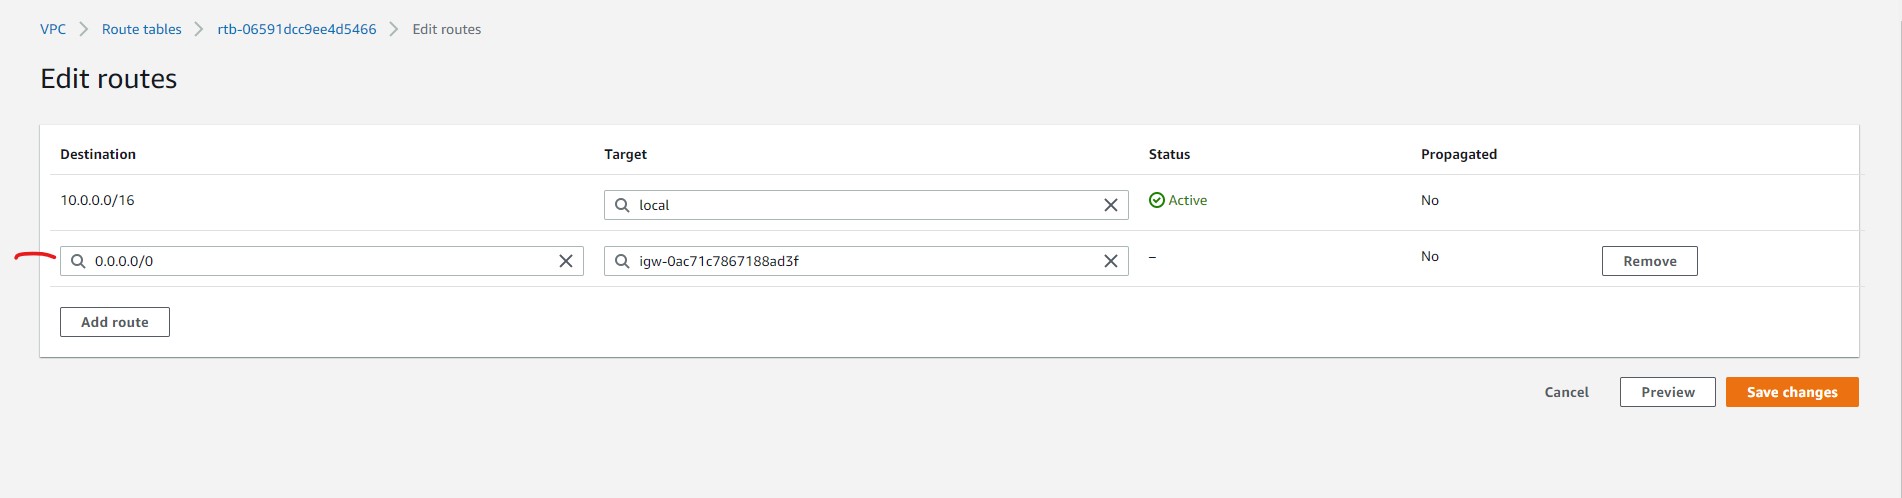 VPC > Route tables > rtb-06591dcc9ee4d5466 > Edit routes
Edit routes
Destination Target Status Propagated
10.0.0.0/16 local Active No
0.0.0.0/0 igw-0ac71c7867188ad3f – No Remove
Add route
Cancel Preview Save changes